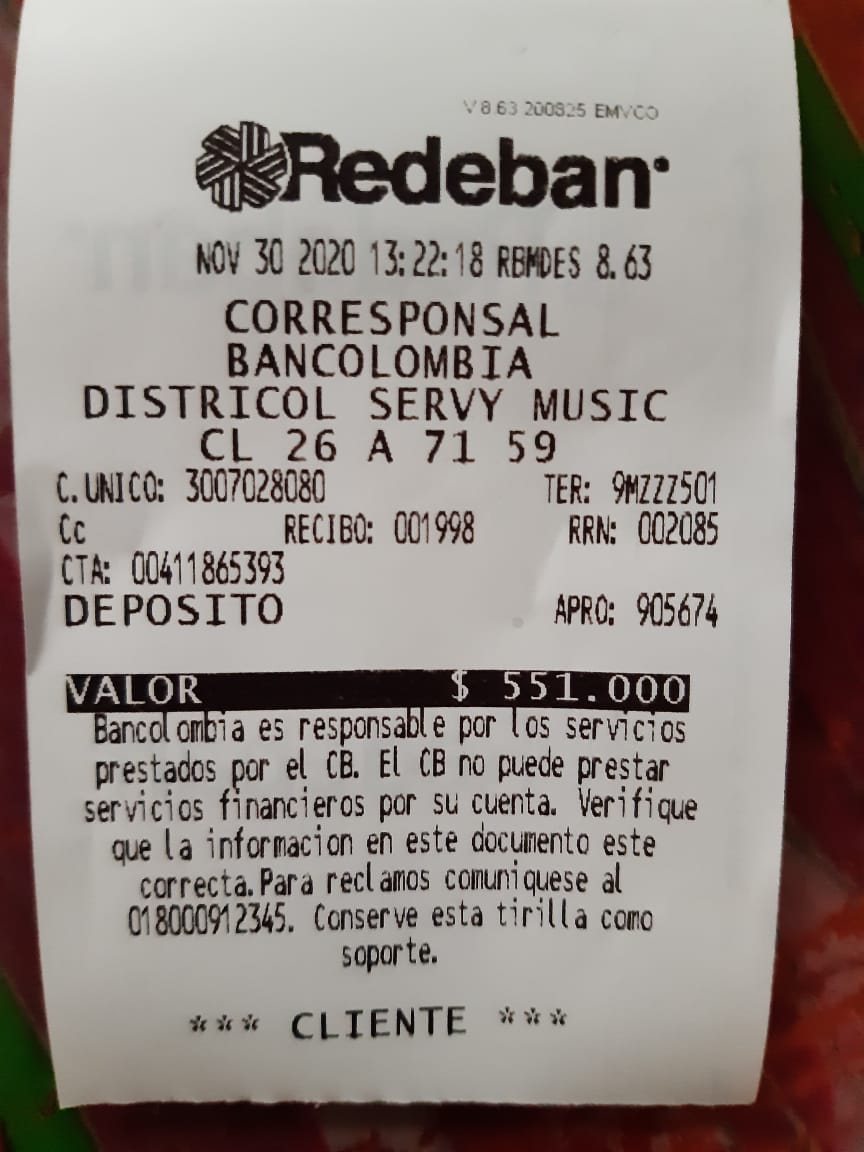 V 8.63 200825 EMVCO
Redeban
NOV 30 2020 13:22:18 RBMDES 8.63
CORRESPONSAL
BANCOLOMBIA
DISTRICOL SERVY MUSIC
CL 26 A 71 59
C.UNICO: 3007028080 TER: 9MZZZ501
Cc RECIBO: 001998 RRN: 002085
CTA: 00411865393
DEPOSITO APRO: 905674
VALOR $ 551.000
Bancolombia es responsable por los servicios
prestados por el CB. El CB no puede prestar
servicios financieros por su cuenta. Verifique
que la informacion en este documento este
correcta.Para reclamos comuniquese al
018000912345. Conserve esta tirilla como
soporte.
*** CLIENTE ***